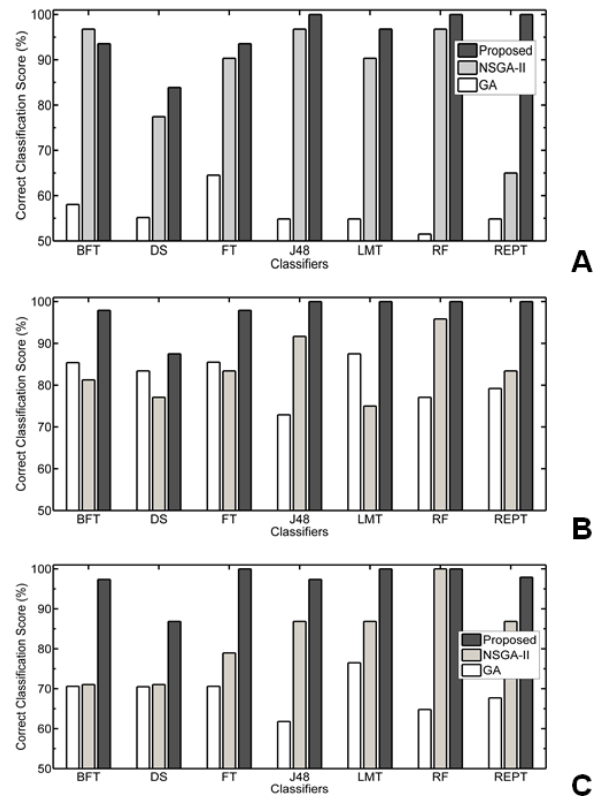 100
90
80
70
60
50
Correct Classification Score (%)
Proposed
NSGA-II
GA
BFT DS FT J48 LMT RF REPT
Classifiers
A
100
90
80
70
60
50
Correct Classification Score (%)
BFT DS FT J48 LMT RF REPT
Classifiers
B
100
90
80
70
60
50
Correct Classification Score (%)
Proposed
NSGA-II
GA
BFT DS FT J48 LMT RF REPT
Classifiers
C